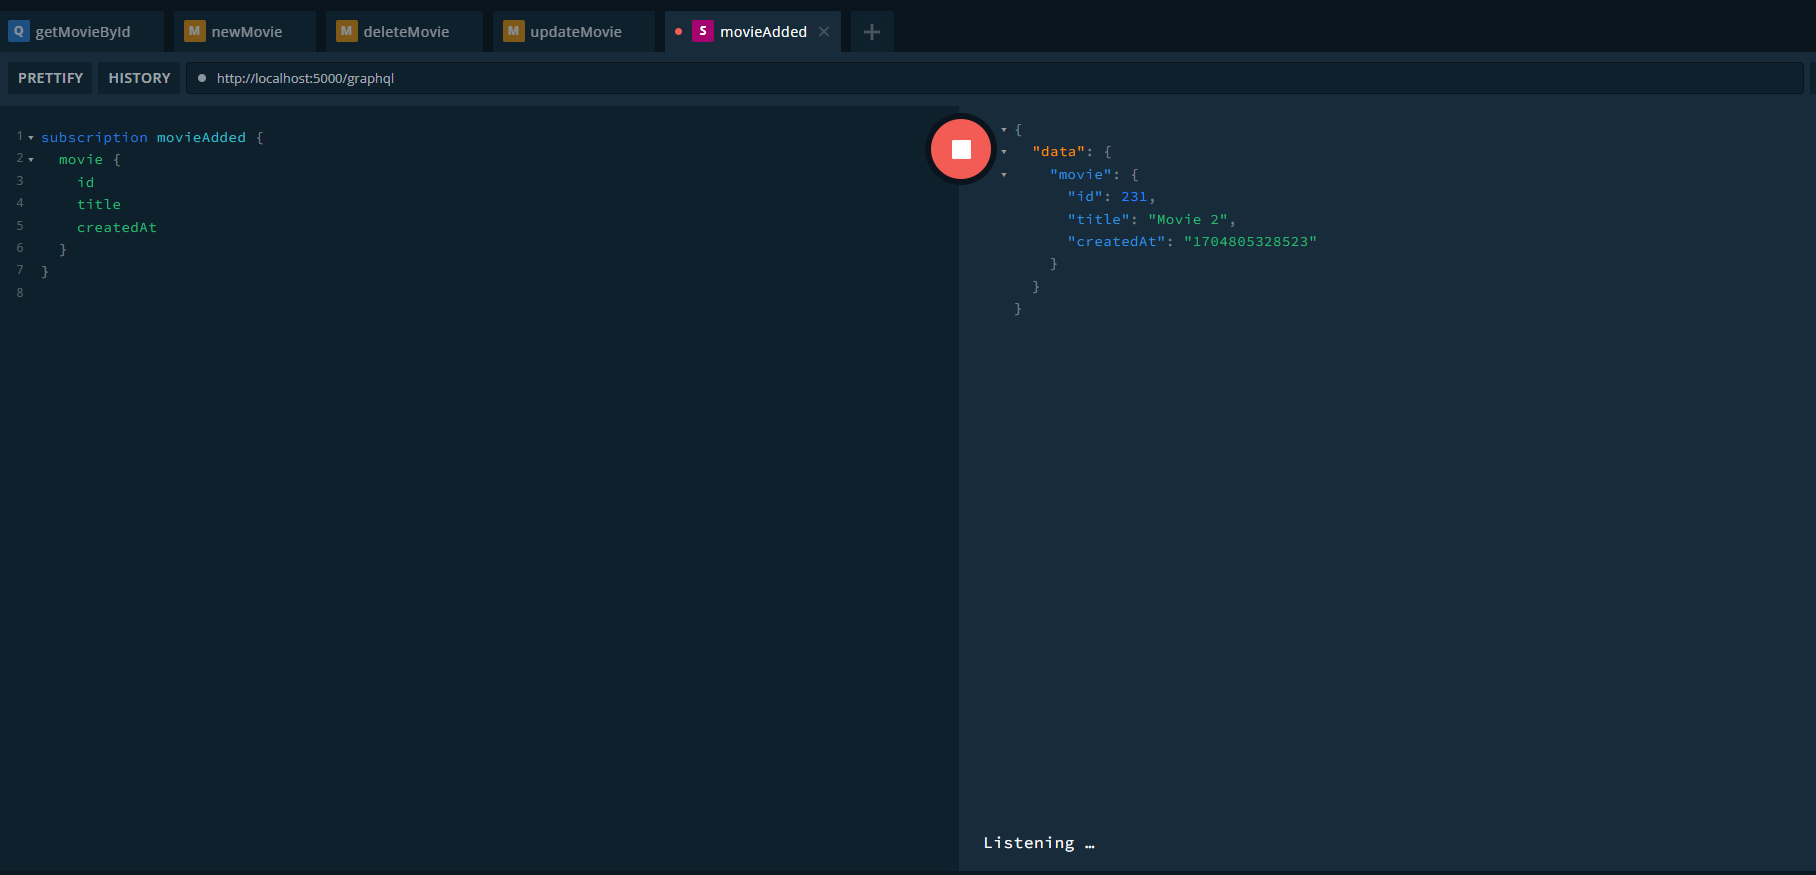 Q getMovieById M newMovie M deleteMovie M updateMovie S movieAdded
PRETTIFY HISTORY http://localhost:5000/graphql
1 subscription movieAdded {
2 movie {
3 id
4 title
5 createdAt
6 }
7 }
8
{
"data": {
"movie": {
"id": 231,
"title": "Movie 2",
"createdAt": "1704805328523"
}
}
}
Listening …